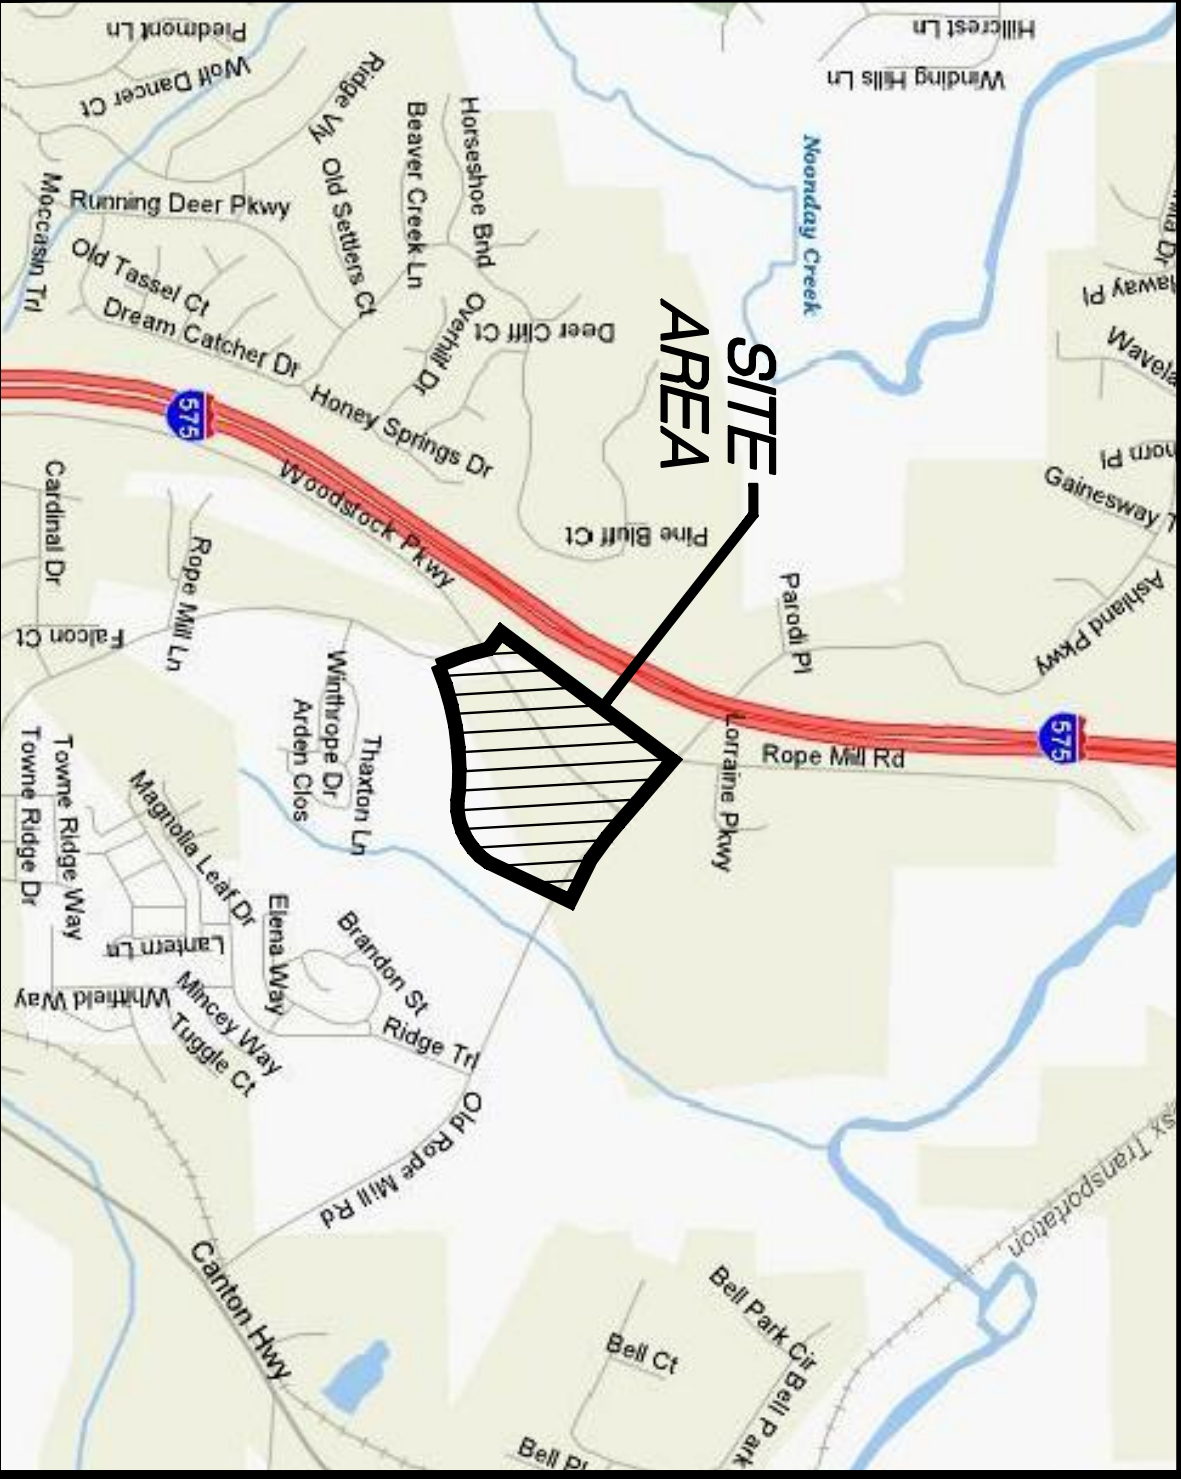 Piedmont Ln
Wolf Dancer Ct
Ridge Vly
Beaver Creek Ln
Horseshoe Bnd
Old Settlers Ct
Running Deer Pkwy
Moccasin Trl
Old Tassel Ct
Dream Catcher Dr
Overhill Dr
Deer Cliff Ct
Honey Springs Dr
Hillcrest Ln
Winding Hills Ln
Noonday Creek
SITE
AREA
575
Woodstock Pkwy
Pine Bluff Ct
Parodi Pl
Gainesway
Ashland Pkwy
Cardinal Dr
Rope Mill Ln
Falcon Ct
Winthrope Dr
Arden Clos
Thaxton Ln
Lorraine Pkwy
Rope Mill Rd
575
Towne Ridge Dr
Towne Ridge Way
Magnolia Leaf Dr
Lantern Ln
Elena Way
Brandon St
Whitfield Way
Mincey Way
Tuggle Ct
Ridge Trl
Old Rope Mill Rd
Canton Hwy
sx Transportation
Bell Park Cir
Bell Ct
Bell Park
Bell Pl